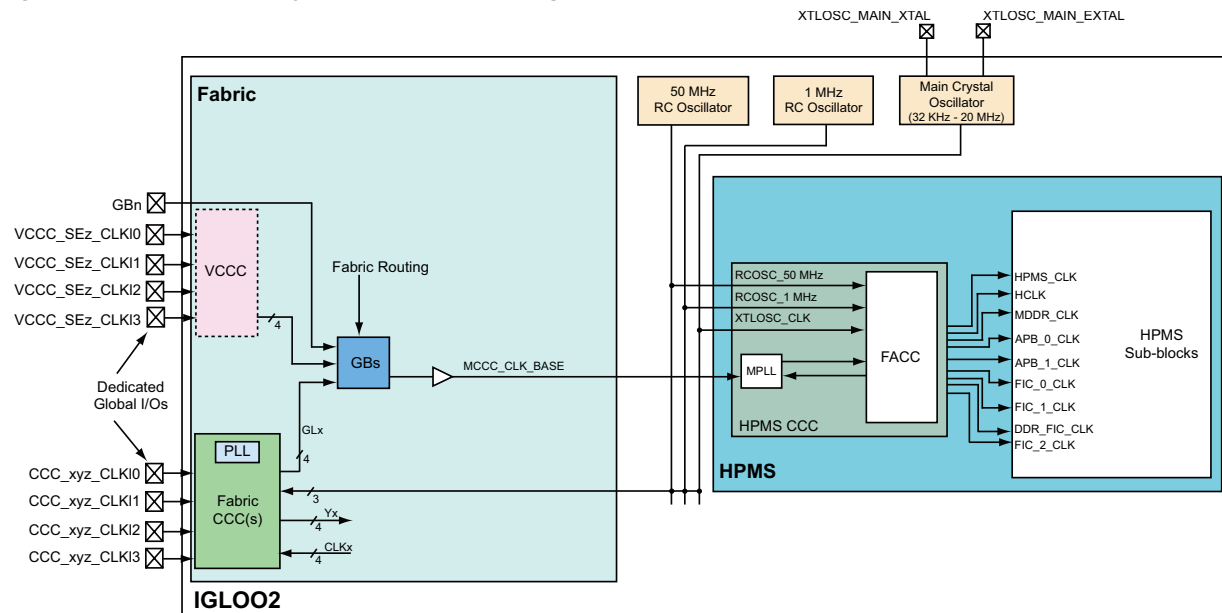 XTLOSC_MAIN_XTAL
XTLOSC_MAIN_EXTAL
Fabric
50 MHz
RC Oscillator
1 MHz
RC Oscillator
Main Crystal
Oscillator
(32 KHz - 20 MHz)
GBn
VCCC_SEz_CLKI0
VCCC_SEz_CLKI1
VCCC_SEz_CLKI2
VCCC_SEz_CLKI3
VCCC
4
Fabric Routing
GBs
MCCC_CLK_BASE
Dedicated
Global I/Os
GLx
4
PLL
Fabric
CCC(s)
3
Yx
4
CLKx
4
CCC_xyz_CLKI0
CCC_xyz_CLKI1
CCC_xyz_CLKI2
CCC_xyz_CLKI3
IGLOO2
RCOSC_50 MHz
RCOSC_1 MHz
XTLOSC_CLK
MPLL
FACC
HPMS CCC
HPMS
HPMS_CLK
HCLK
MDDR_CLK
APB_0_CLK
APB_1_CLK
FIC_0_CLK
FIC_1_CLK
DDR_FIC_CLK
FIC_2_CLK
HPMS
Sub-blocks